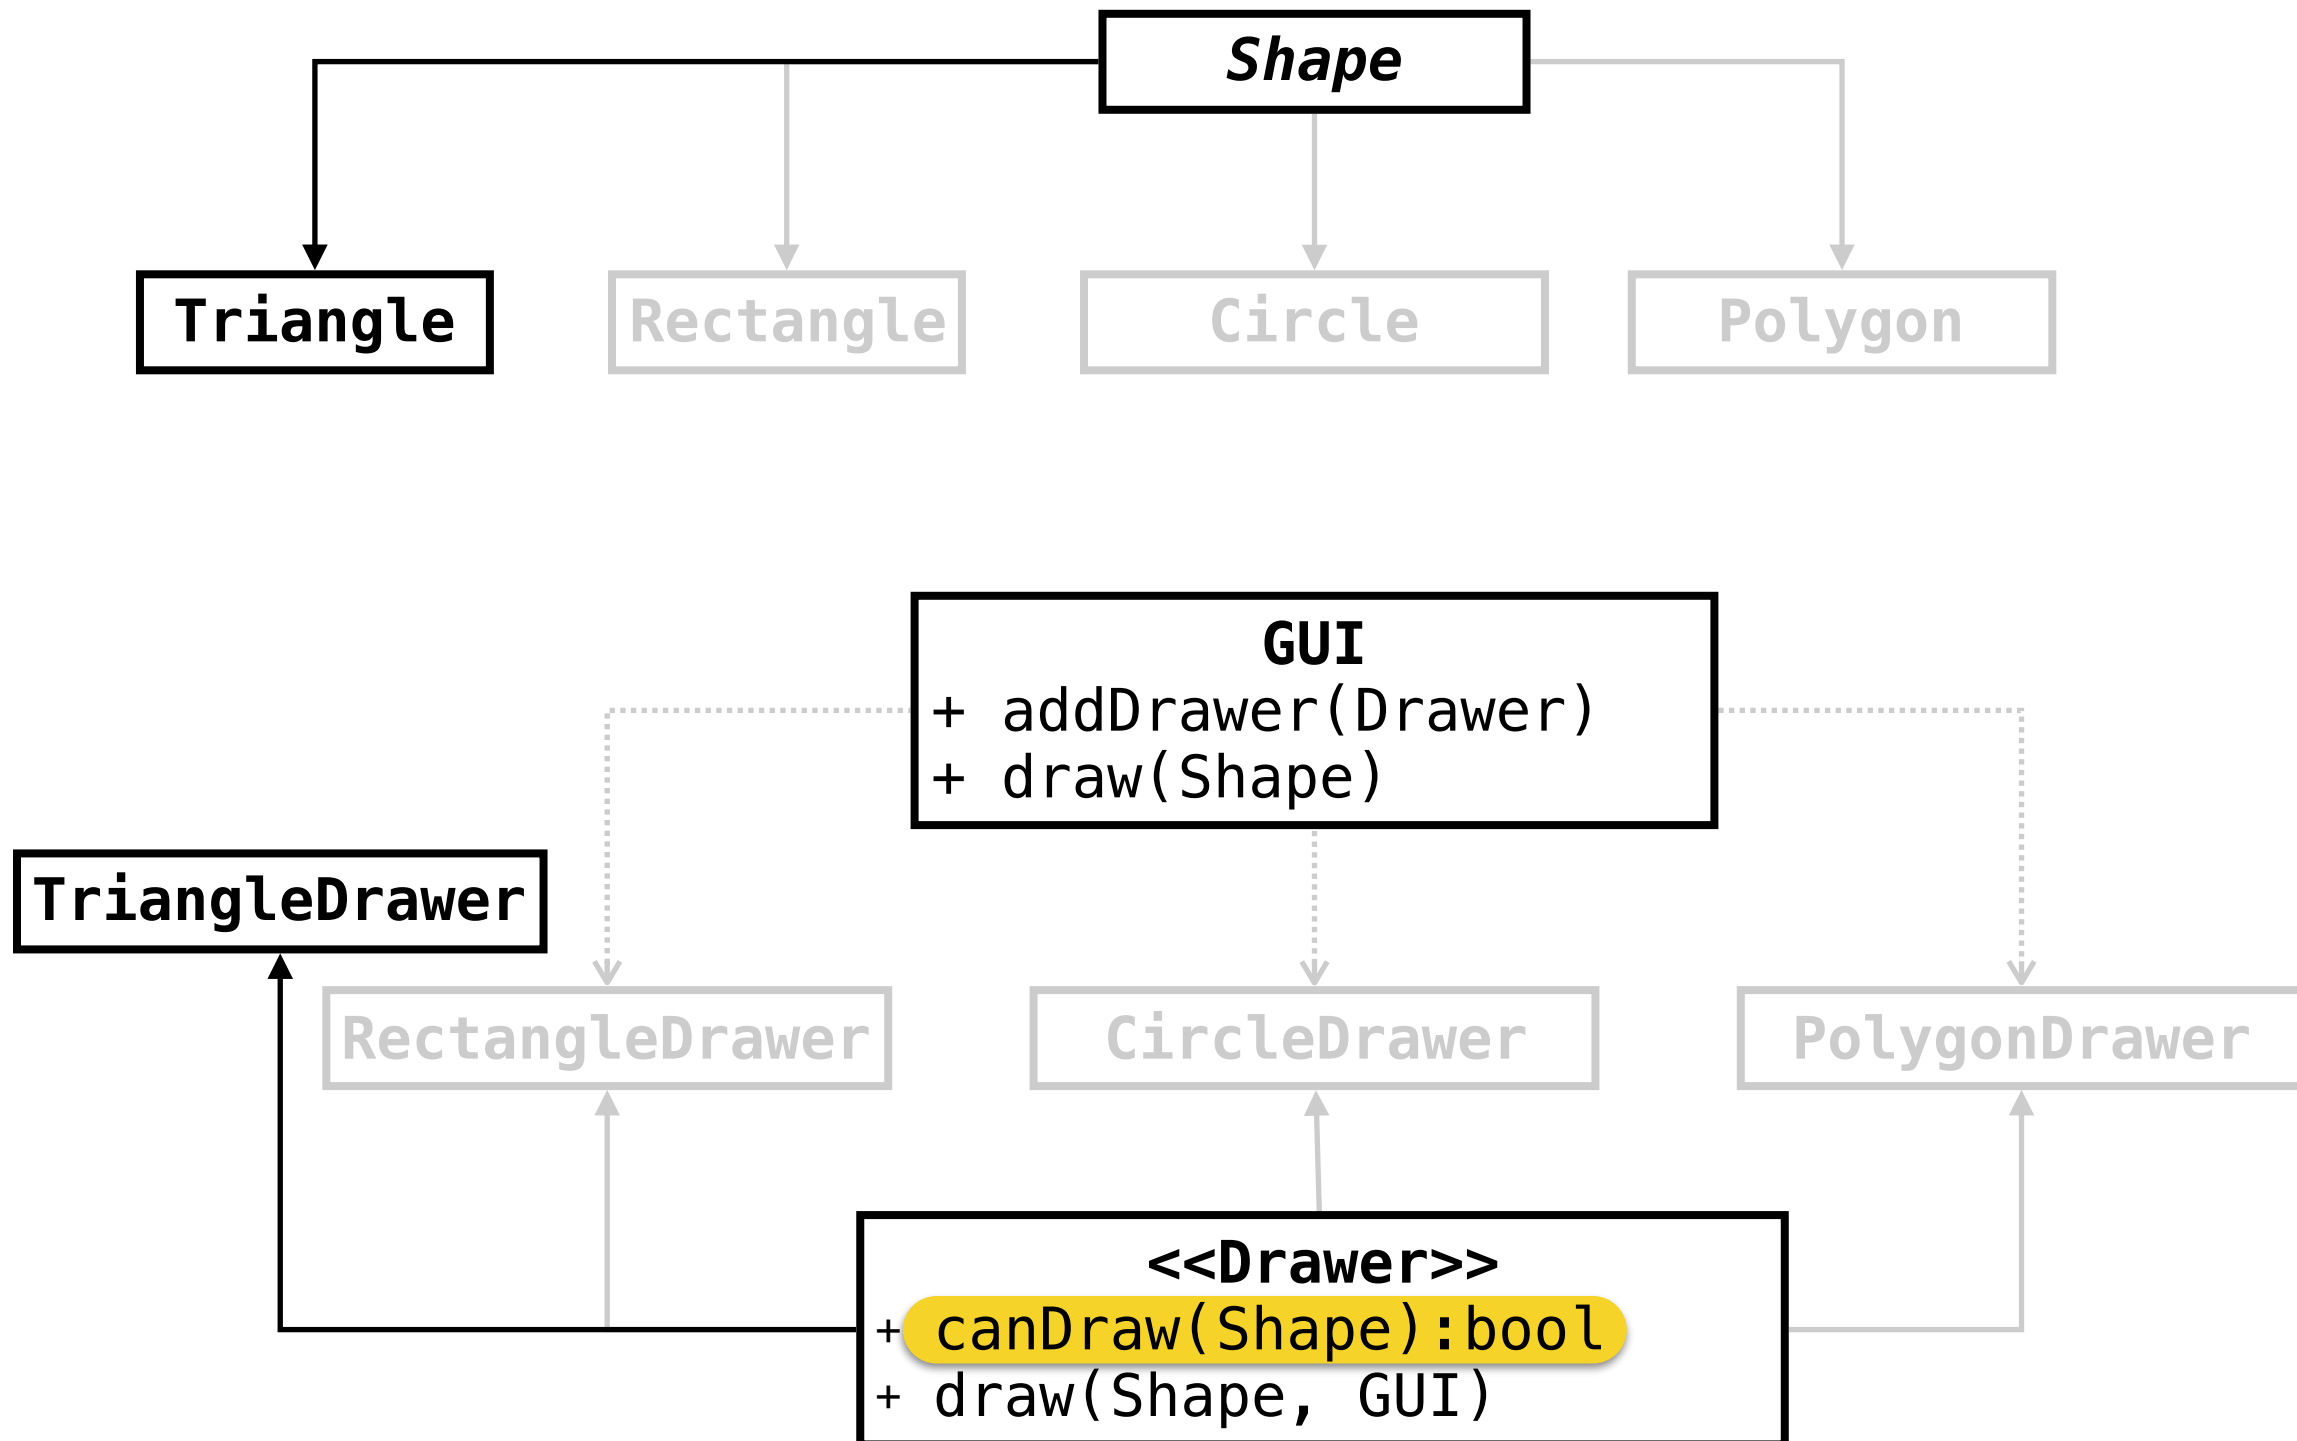 Shape
Triangle
Rectangle
Circle
Polygon
GUI
+ addDrawer(Drawer)
+ draw(Shape)
TriangleDrawer
RectangleDrawer
CircleDrawer
PolygonDrawer
<<Drawer>>
+ canDraw(Shape):bool
+ draw(Shape, GUI)